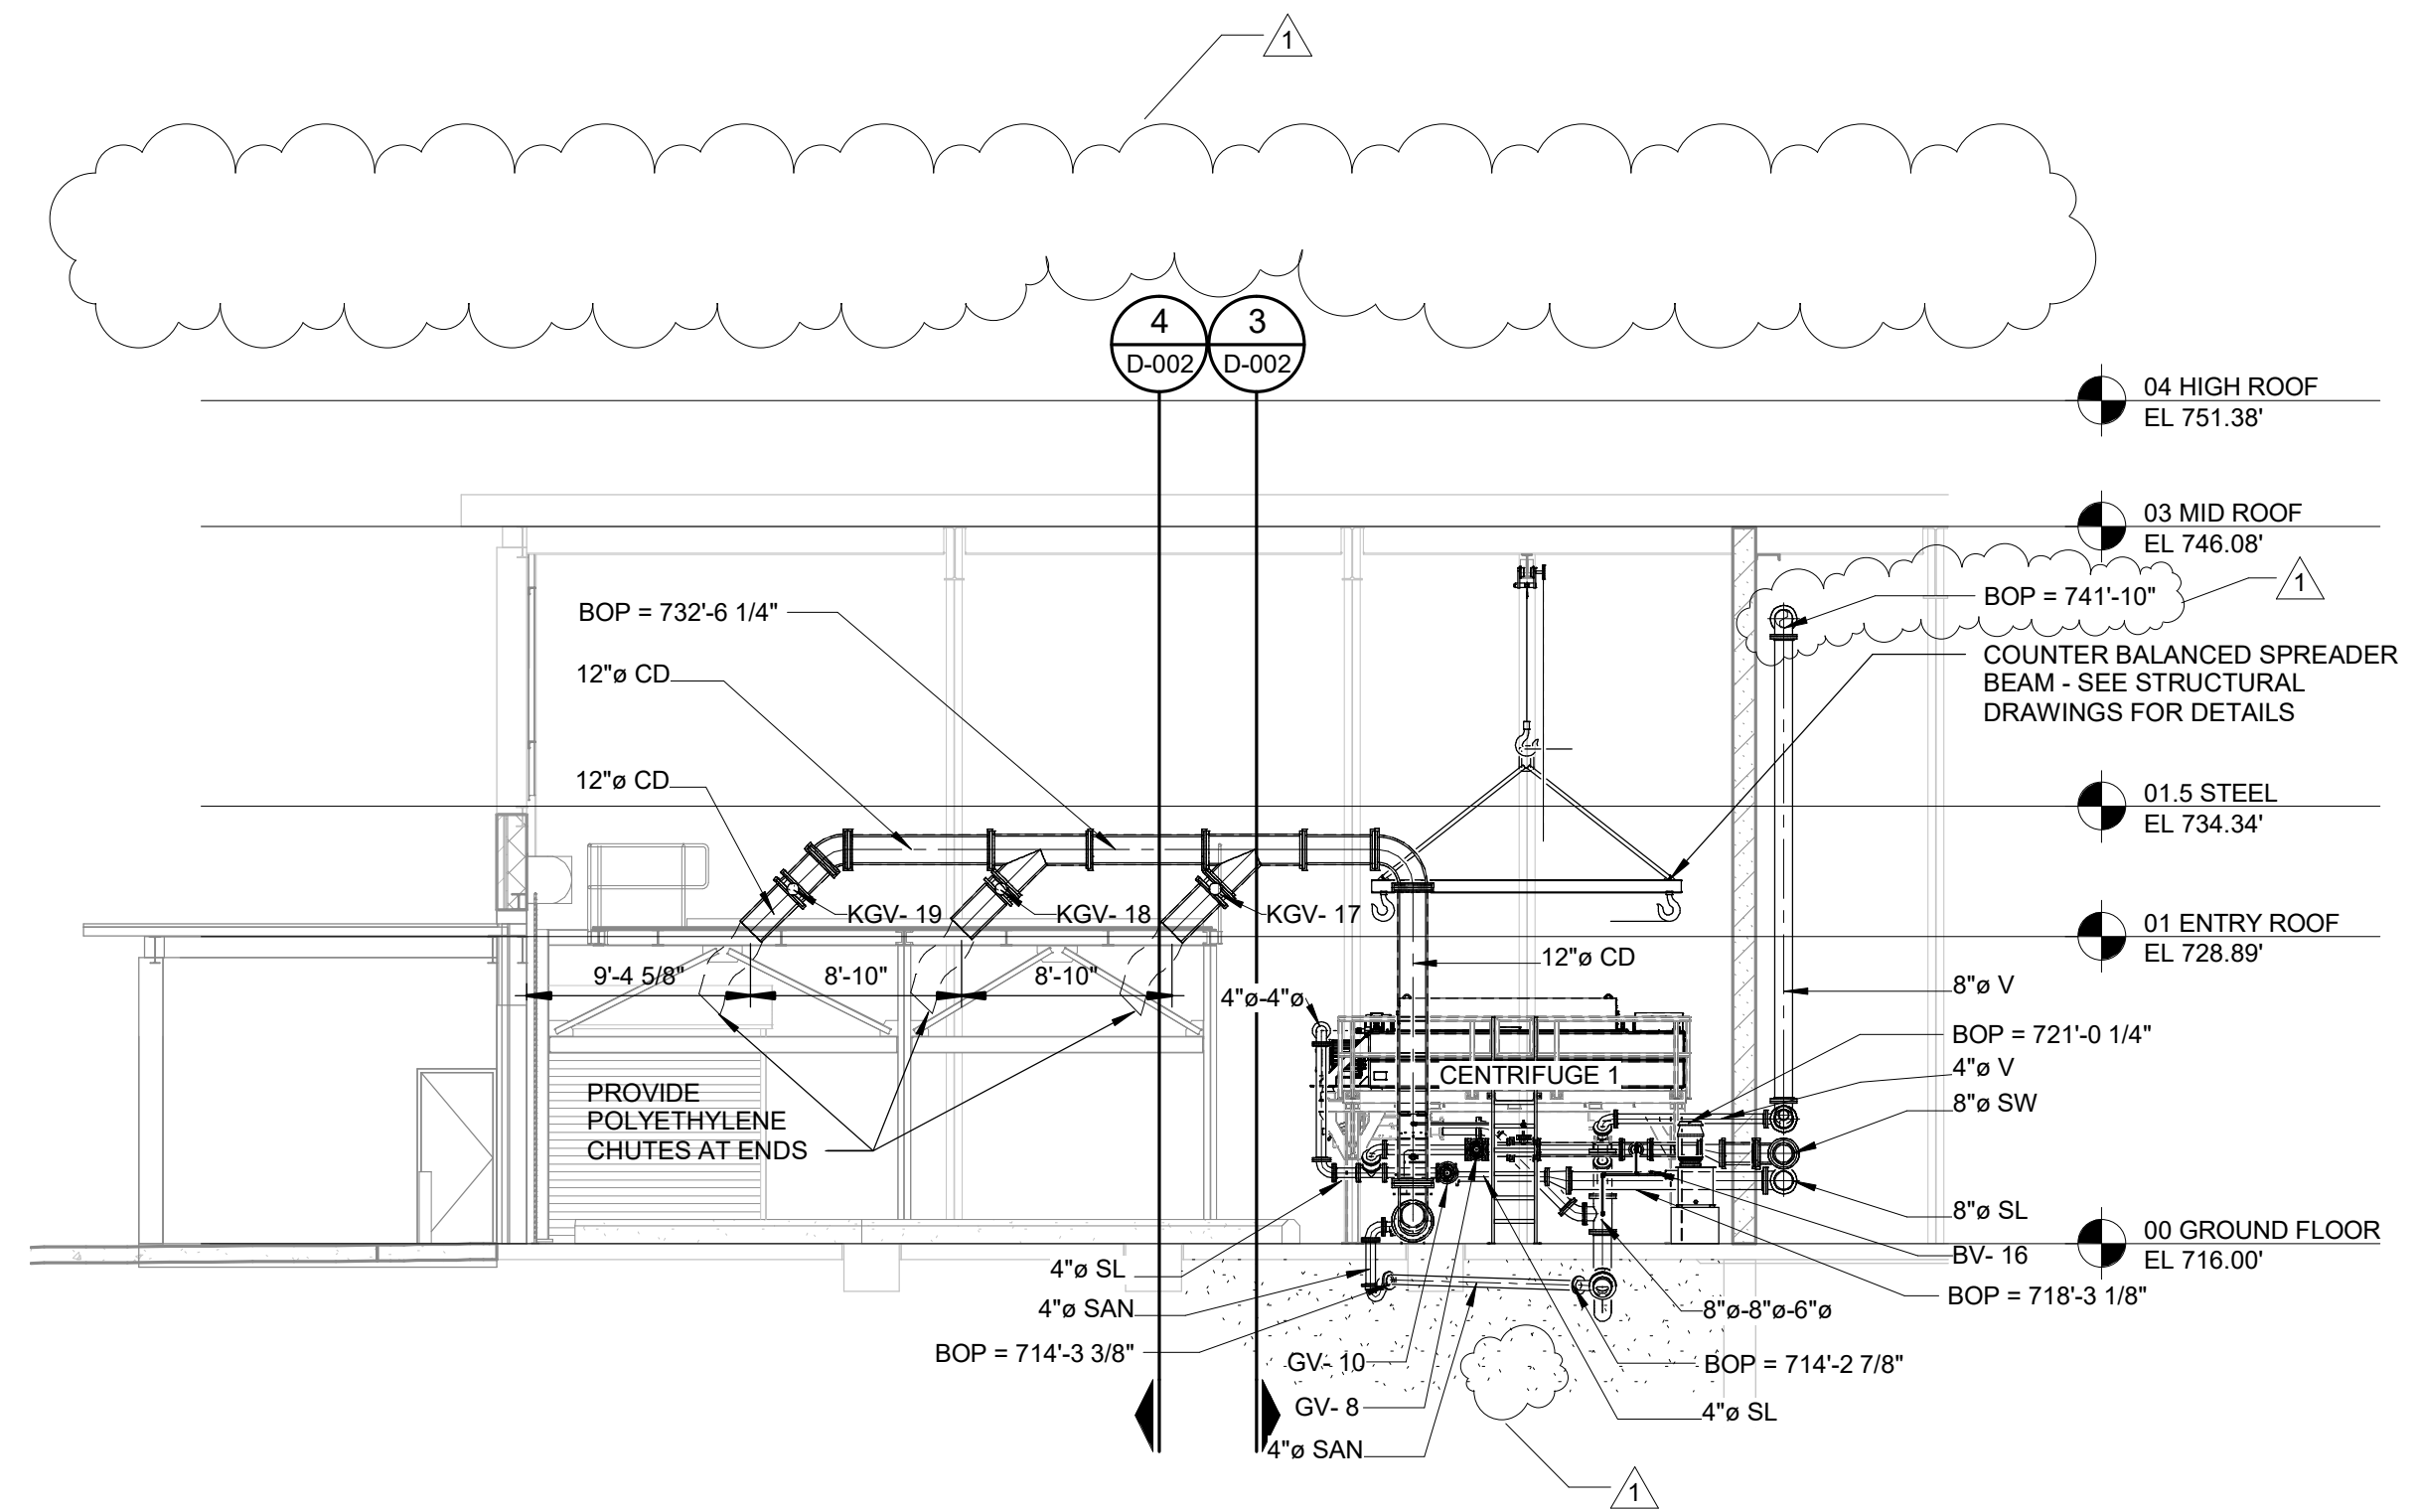 1
4
D-002
3
D-002
04 HIGH ROOF
EL 751.38'
03 MID ROOF
EL 746.08'
1
BOP = 741'-10"
BOP = 732'-6 1/4"
COUNTER BALANCED SPREADER
BEAM - SEE STRUCTURAL
DRAWINGS FOR DETAILS
12"ø CD
12"ø CD
01.5 STEEL
EL 734.34'
KGV- 19
KGV- 18
KGV- 17
01 ENTRY ROOF
EL 728.89'
12"ø CD
9'-4 5/8"
8'-10"
8'-10"
8"ø V
4"ø-4"ø
BOP = 721'-0 1/4"
4"ø V
CENTRIFUGE 1
PROVIDE
POLYETHYLENE
CHUTES AT ENDS
8"ø SW
8"ø SL
00 GROUND FLOOR
EL 716.00'
BV- 16
4"ø SL
BOP = 718'-3 1/8"
4"ø SAN
8"ø-8"ø-6"ø
BOP = 714'-3 3/8"
GV- 10
BOP = 714'-2 7/8"
GV- 8
4"ø SL
4"ø SAN
1